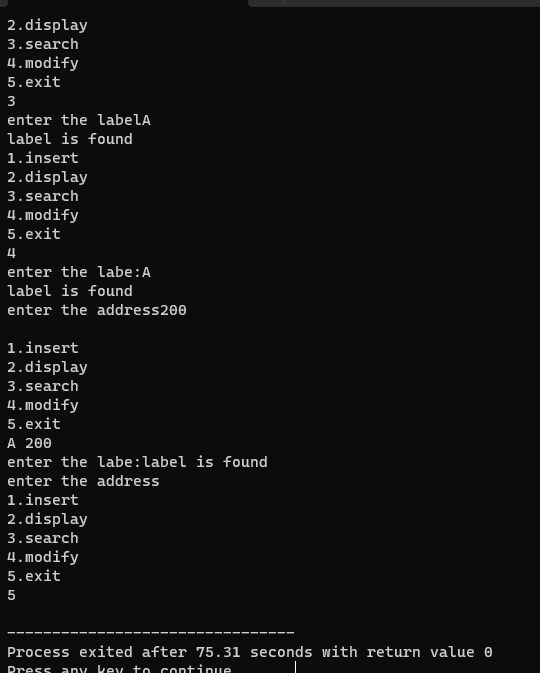 2.display
3.search
4.modify
5.exit
3
enter the labelA
label is found
1.insert
2.display
3.search
4.modify
5.exit
4
enter the labe:A
label is found
enter the address200
1.insert
2.display
3.search
4.modify
5.exit
A 200
enter the labe:label is found
enter the address
1.insert
2.display
3.search
4.modify
5.exit
5
--------------------------------
Process exited after 75.31 seconds with return value 0
Press any key to continue